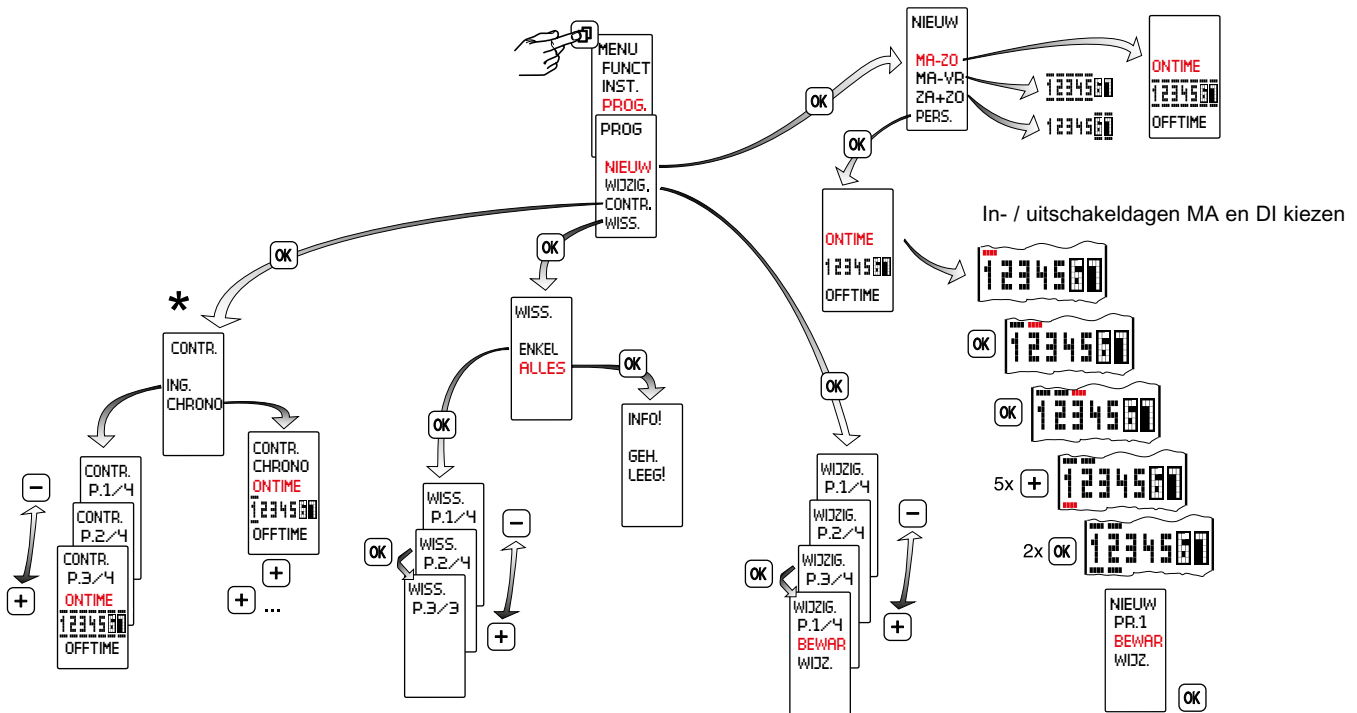 MENU
FUNCT
INST.
PROG.
PROG
NIEUW
WIJZIG.
CONTR.
WISS.
OK
NIEUW
MA-ZO
MA-VR
ZA+ZO
PERS.
1234567
1234567
ONTIME
1234567
OFFTIME
OK
ONTIME
1234567
OFFTIME
In- / uitschakeldagen MA en DI kiezen
1234567
OK 1234567
OK 1234567
5x + 1234567
2x OK 1234567
NIEUW
PR.1
BEWAR
WIJZ.
OK
OK
*
CONTR.
ING.
CHRONO
CONTR.
P.1/4
CONTR.
P.2/4
CONTR.
P.3/4
ONTIME
1234567
OFFTIME
-
+
CONTR.
CHRONO
ONTIME
1234567
OFFTIME
+
+ ...
OK
WISS.
ENKEL
ALLES
OK
OK
INFO!
GEH.
LEEG!
WISS.
P.1/4
OK
WISS.
P.2/4
WISS.
P.3/3
-
+
OK
WIJZIG.
P.1/4
WIJZIG.
P.2/4
OK
WIJZIG.
P.3/4
WIJZIG.
P.1/4
BEWAR
WIJZ.
-
+